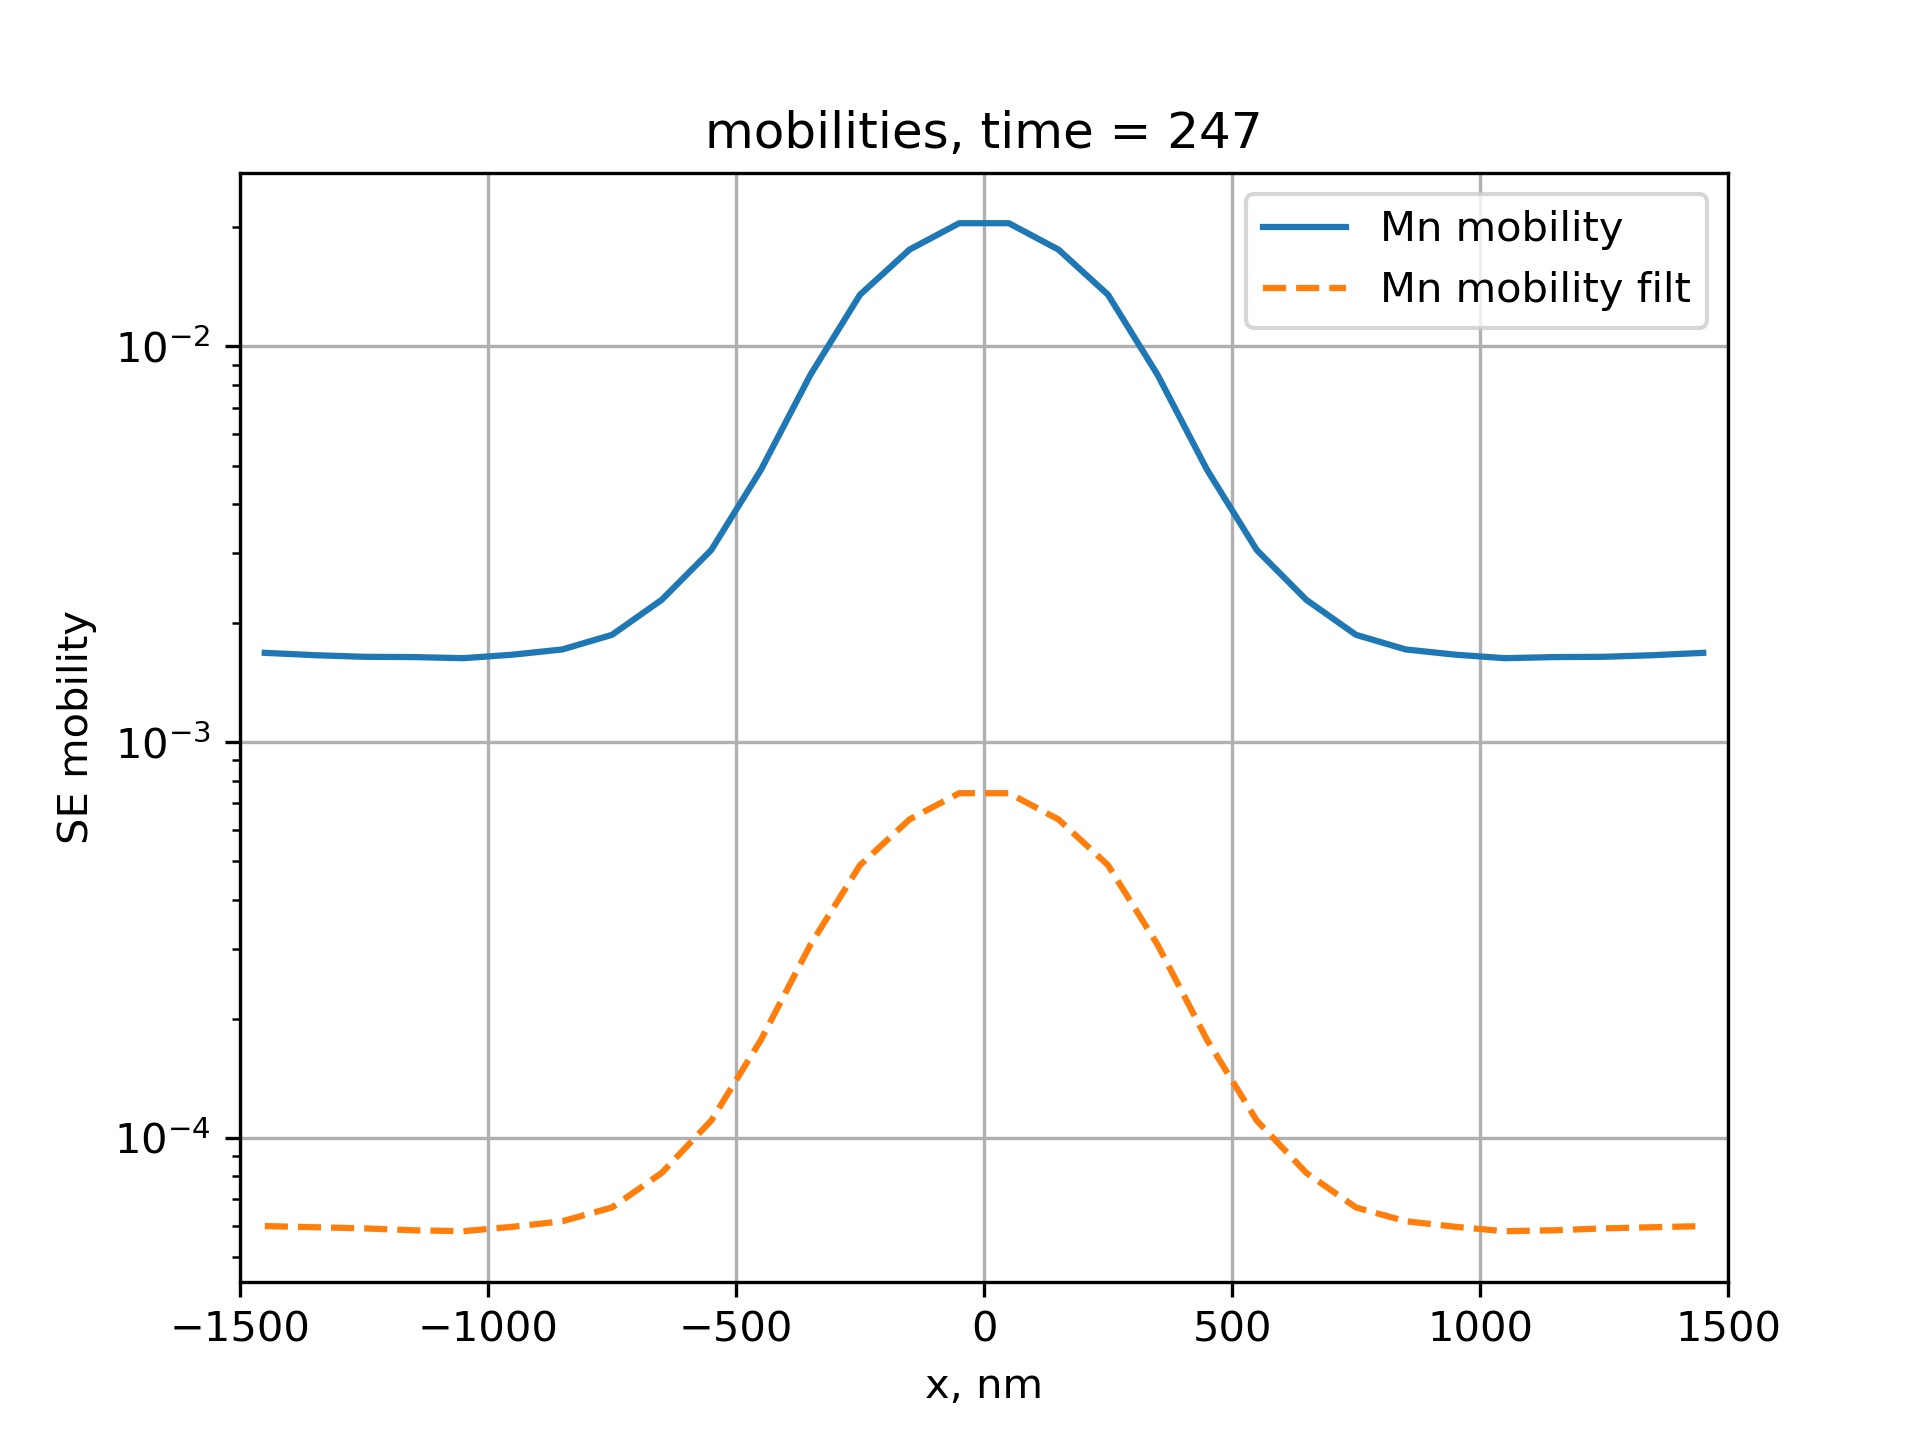 mobilities, time = 247
Mn mobility
Mn mobility filt
SE mobility
10⁻²
10⁻³
10⁻⁴
−1500 −1000 −500 0 500 1000 1500
x, nm